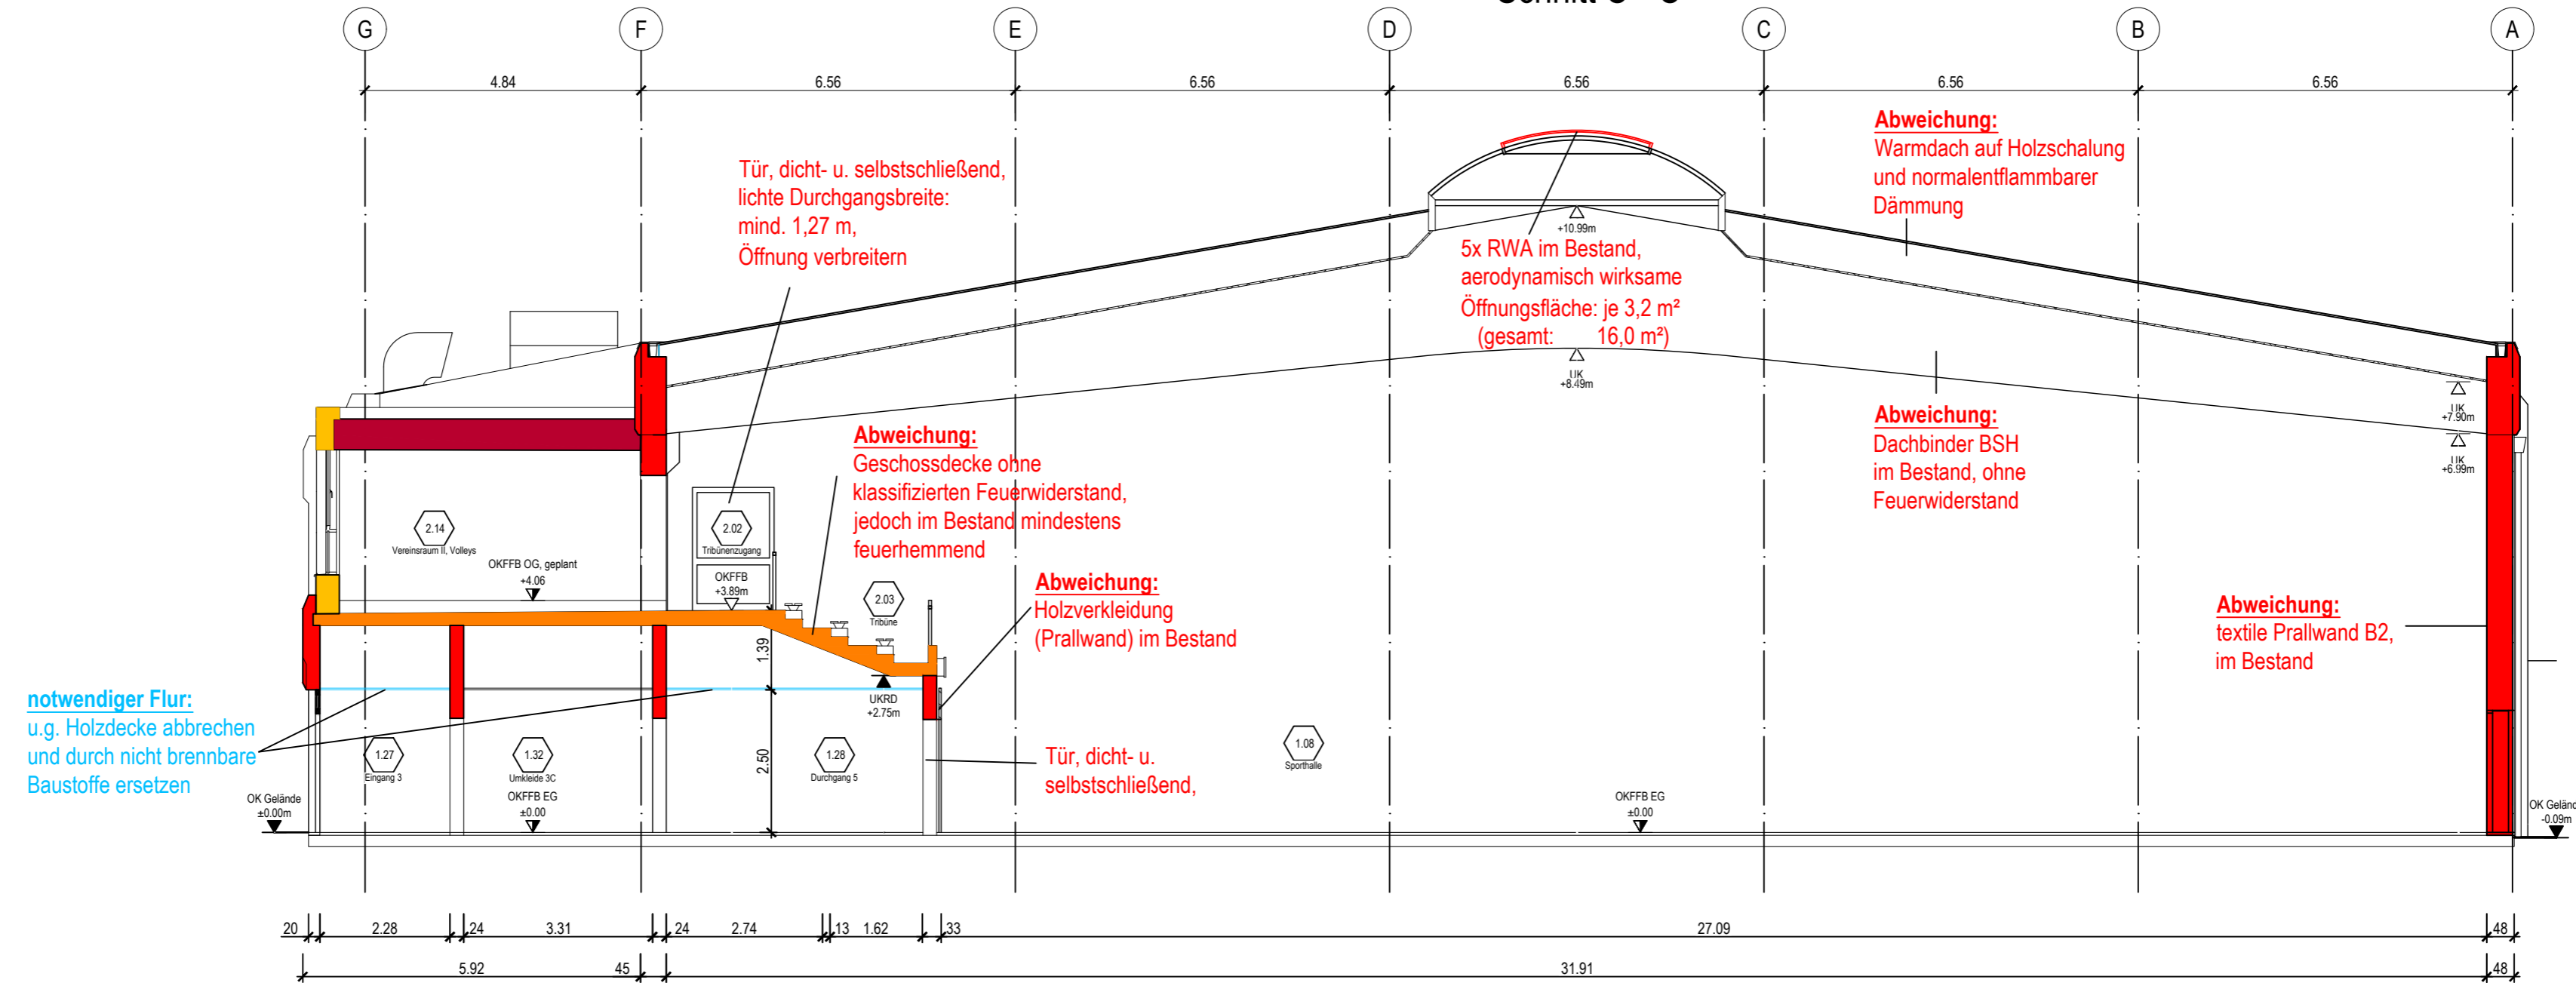 G F E D C B A
4.84 6.56 6.56 6.56 6.56 6.56
Tür, dicht- u. selbstschließend,
lichte Durchgangsbreite:
mind. 1,27 m,
Öffnung verbreitern
Abweichung:
Warmdach auf Holzschalung
und normalentflammbarer
Dämmung
+10.99m
5x RWA im Bestand,
aerodynamisch wirksame
Öffnungsfläche: je 3,2 m²
(gesamt: 16,0 m²)
UK
+8.49m
UK
+7.90m
UK
+6.99m
Abweichung:
Dachbinder BSH
im Bestand, ohne
Feuerwiderstand
Abweichung:
Geschossdecke ohne
klassifizierten Feuerwiderstand,
jedoch im Bestand mindestens
feuerhemmend
2.14
Vereinsraum II, Volleys
2.02
Tribünenzugang
OKFFB OG, geplant
+4.06
OKFFB
+3.89m
2.03
Tribüne
Abweichung:
Holzverkleidung
(Prallwand) im Bestand
Abweichung:
textile Prallwand B2,
im Bestand
1.39
UKRD
+2.75m
notwendiger Flur:
u.g. Holzdecke abbrechen
und durch nicht brennbare
Baustoffe ersetzen
1.27
Eingang 3
1.32
Umkleide 3C
2.50
1.28
Durchgang 5
Tür, dicht- u.
selbstschließend,
1.08
Sporthalle
OK Gelände
±0.00m
OKFFB EG
±0.00
OKFFB EG
±0.00
OK Geländ
-0.09m
20 2.28 24 3.31 24 2.74 13 1.62 33 27.09 48
5.92 45 31.91 48